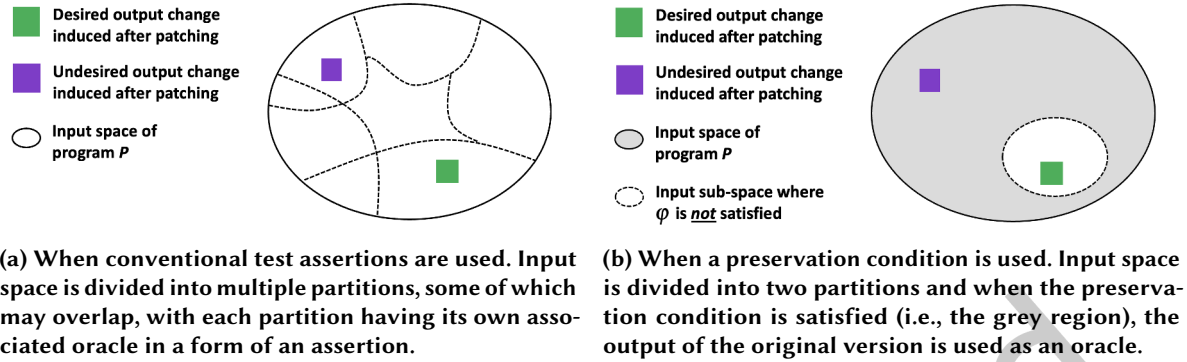 Desired output change
induced after patching
Undesired output change
induced after patching
Input space of
program P
(a) When conventional test assertions are used. Input
space is divided into multiple partitions, some of which
may overlap, with each partition having its own asso-
ciated oracle in a form of an assertion.
Desired output change
induced after patching
Undesired output change
induced after patching
Input space of
program P
Input sub-space where
φ is not satisfied
(b) When a preservation condition is used. Input space
is divided into two partitions and when the preserva-
tion condition is satisfied (i.e., the grey region), the
output of the original version is used as an oracle.